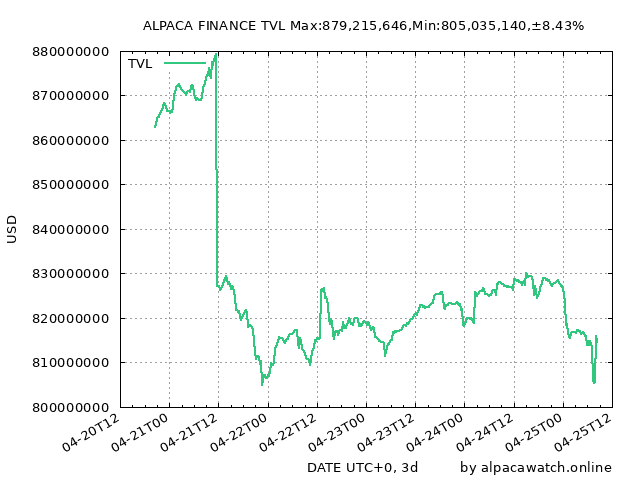 ALPACA FINANCE TVL Max:879,215,646,Min:805,035,140,±8.43%
TVL
USD
880000000
870000000
860000000
850000000
840000000
830000000
820000000
810000000
800000000
04-20T12
04-21T00
04-21T12
04-22T00
04-22T12
04-23T00
04-23T12
04-24T00
04-24T12
04-25T00
04-25T12
DATE UTC+0, 3d
by alpacawatch.online